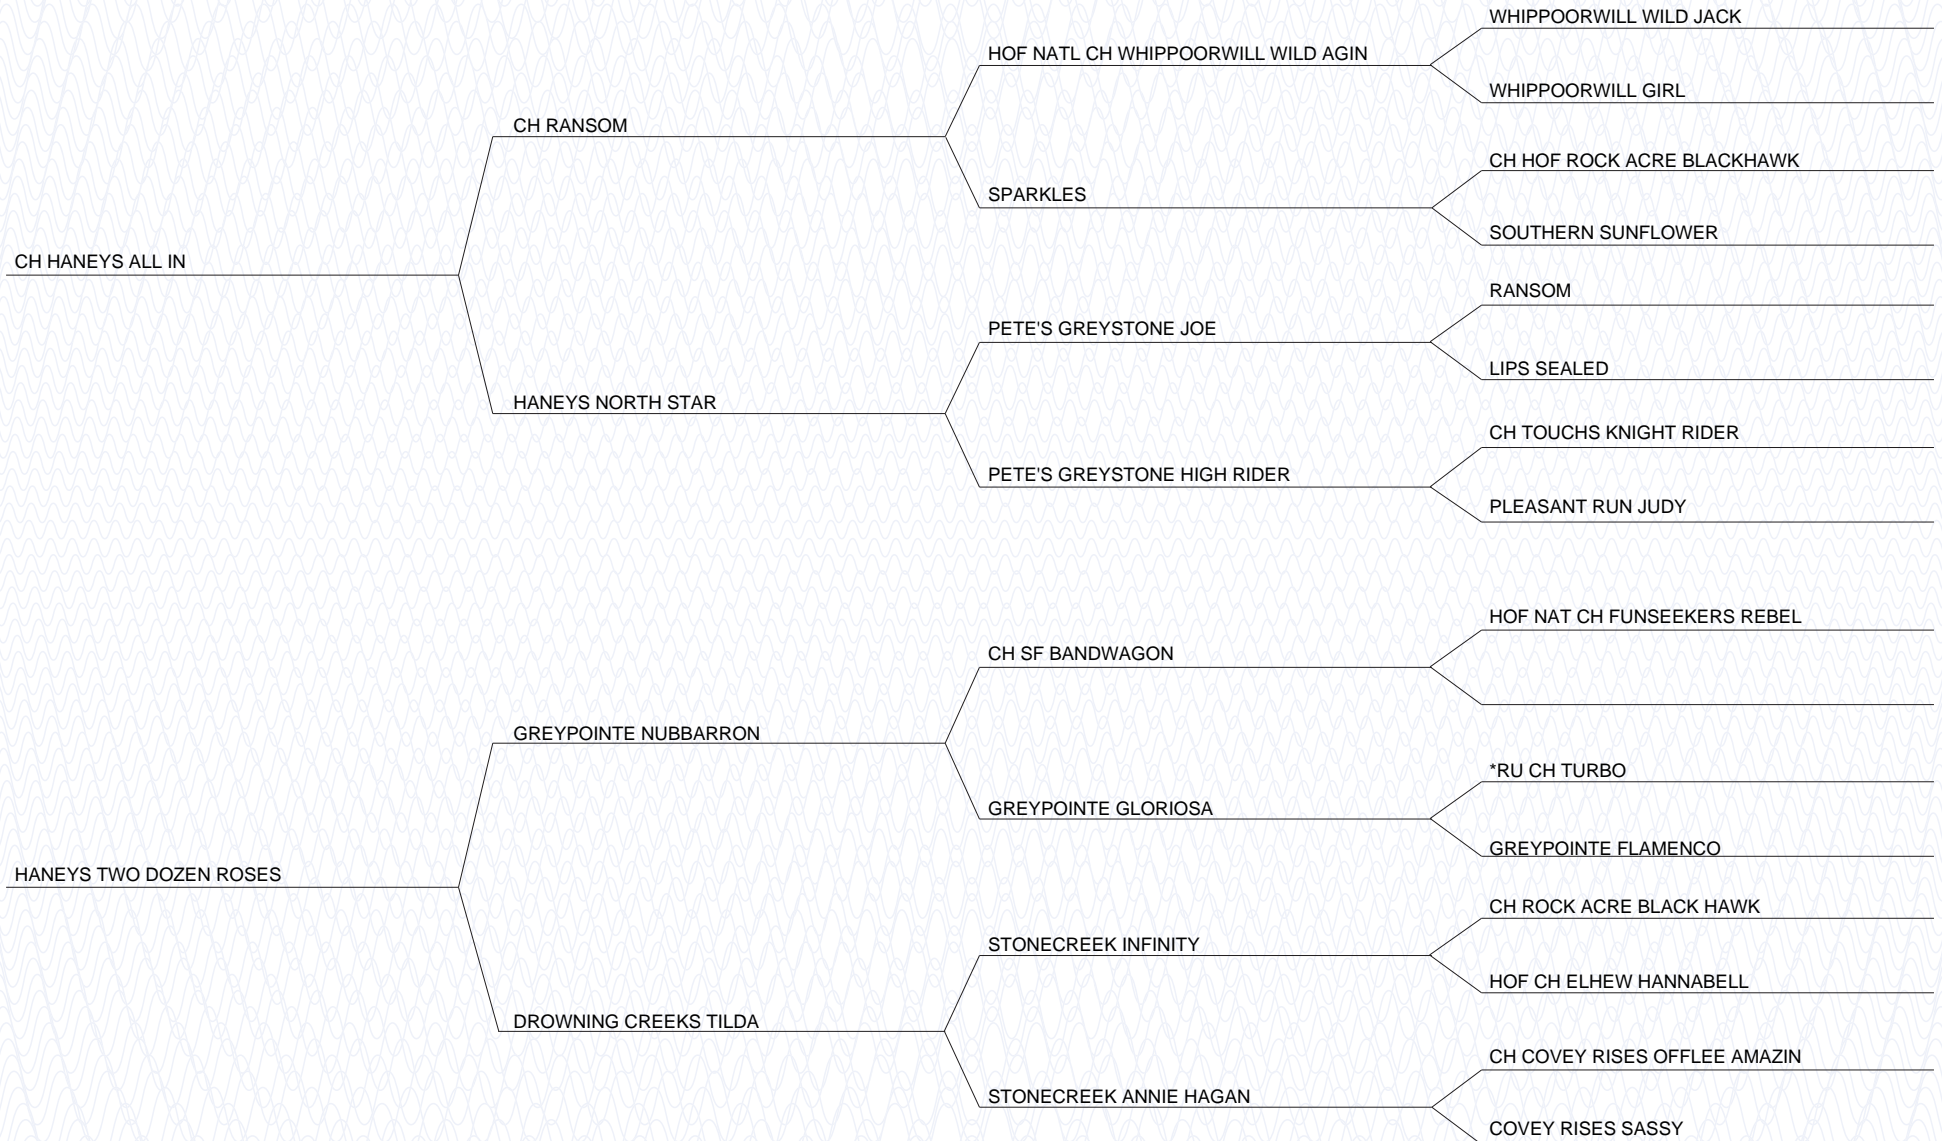 WHIPPOORWILL WILD JACK
HOF NATL CH WHIPPOORWILL WILD AGIN
WHIPPOORWILL GIRL
CH RANSOM
CH HOF ROCK ACRE BLACKHAWK
SPARKLES
SOUTHERN SUNFLOWER
CH HANEYS ALL IN
RANSOM
PETE'S GREYSTONE JOE
LIPS SEALED
HANEYS NORTH STAR
CH TOUCHS KNIGHT RIDER
PETE'S GREYSTONE HIGH RIDER
PLEASANT RUN JUDY
HOF NAT CH FUNSEEKERS REBEL
CH SF BANDWAGON
GREYPOINTE NUBBARRON
*RU CH TURBO
GREYPOINTE GLORIOSA
GREYPOINTE FLAMENCO
HANEYS TWO DOZEN ROSES
CH ROCK ACRE BLACK HAWK
STONECREEK INFINITY
HOF CH ELHEW HANNABELL
DROWNING CREEKS TILDA
CH COVEY RISES OFFLEE AMAZIN
STONECREEK ANNIE HAGAN
COVEY RISES SASSY